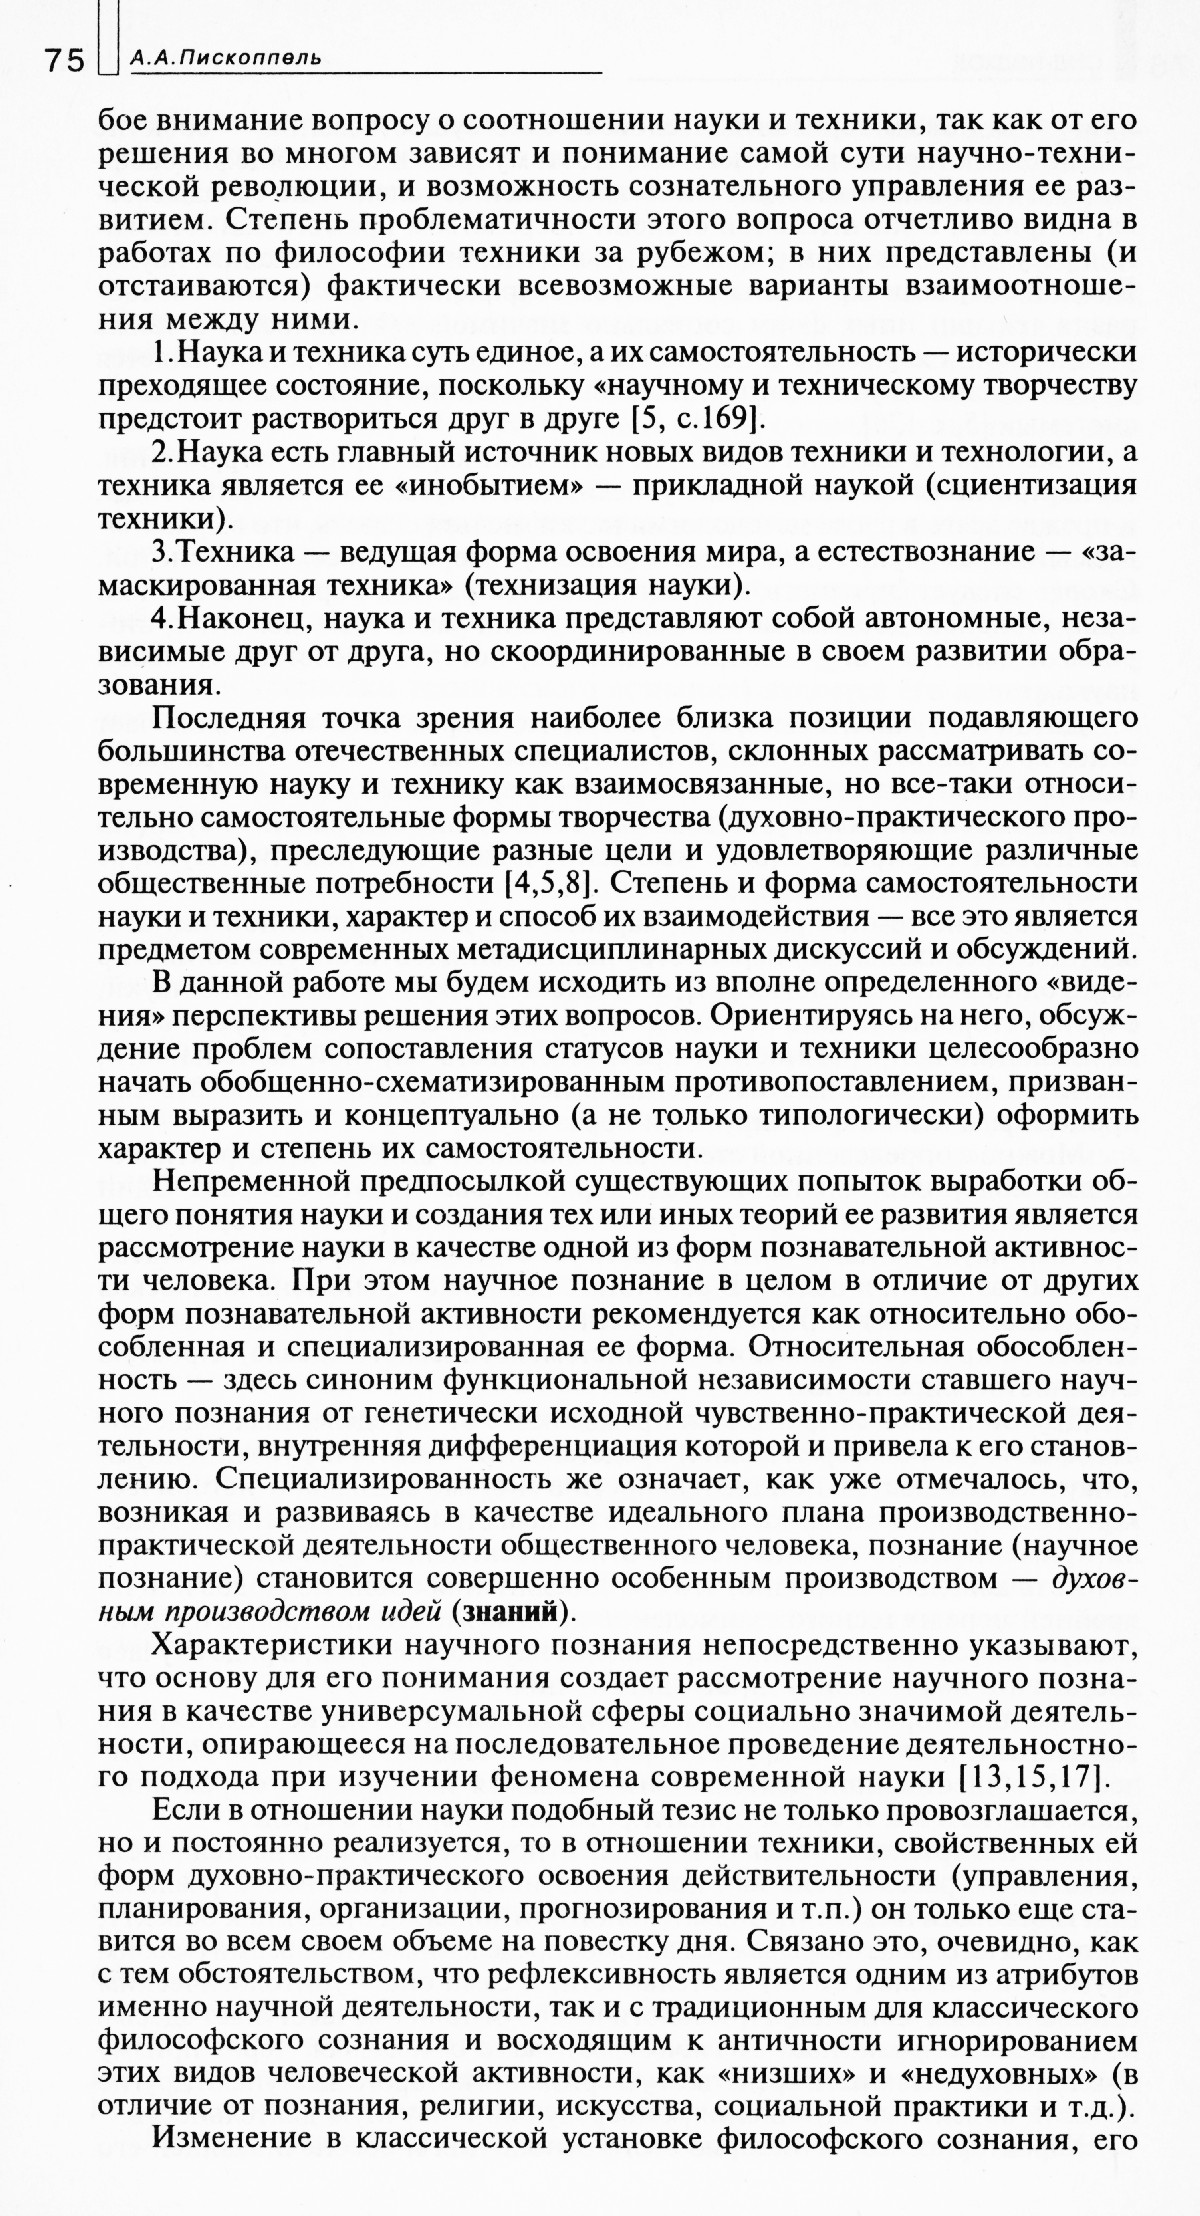 75 А.А.Пископпель
бое внимание вопросу о соотношении науки и техники, так как от его
решения во многом зависят и понимание самой сути научно-техни-
ческой революции, и возможность сознательного управления ее раз-
витием. Степень проблематичности этого вопроса отчетливо видна в
работах по философии техники за рубежом; в них представлены (и
отстаиваются) фактически всевозможные варианты взаимоотноше-
ния между ними.
1.Наука и техника суть единое, а их самостоятельность — исторически
преходящее состояние, поскольку «научному и техническому творчеству
предстоит раствориться друг в друге [5, с.169].
2.Наука есть главный источник новых видов техники и технологии, а
техника является ее «инобытием» — прикладной наукой (сциентизация
техники).
3.Техника — ведущая форма освоения мира, а естествознание — «за-
маскированная техника» (технизация науки).
4.Наконец, наука и техника представляют собой автономные, неза-
висимые друг от друга, но скоординированные в своем развитии обра-
зования.
Последняя точка зрения наиболее близка позиции подавляющего
большинства отечественных специалистов, склонных рассматривать со-
временную науку и технику как взаимосвязанные, но все-таки относи-
тельно самостоятельные формы творчества (духовно-практического про-
изводства), преследующие разные цели и удовлетворяющие различные
общественные потребности [4,5,8]. Степень и форма самостоятельности
науки и техники, характер и способ их взаимодействия — все это является
предметом современных метадисциплинарных дискуссий и обсуждений.
В данной работе мы будем исходить из вполне определенного «виде-
ния» перспективы решения этих вопросов. Ориентируясь на него, обсуж-
дение проблем сопоставления статусов науки и техники целесообразно
начать обобщенно-схематизированным противопоставлением, призван-
ным выразить и концептуально (а не только типологически) оформить
характер и степень их самостоятельности.
Непременной предпосылкой существующих попыток выработки об-
щего понятия науки и создания тех или иных теорий ее развития является
рассмотрение науки в качестве одной из форм познавательной активнос-
ти человека. При этом научное познание в целом в отличие от других
форм познавательной активности рекомендуется как относительно обо-
собленная и специализированная ее форма. Относительная обособлен-
ность — здесь синоним функциональной независимости ставшего науч-
ного познания от генетически исходной чувственно-практической дея-
тельности, внутренняя дифференциация которой и привела к его станов-
лению. Специализированность же означает, как уже отмечалось, что,
возникая и развиваясь в качестве идеального плана производственно-
практической деятельности общественного человека, познание (научное
познание) становится совершенно особенным производством — духов-
ным производством идей (знаний).
Характеристики научного познания непосредственно указывают,
что основу для его понимания создает рассмотрение научного позна-
ния в качестве универсумальной сферы социально значимой деятель-
ности, опирающееся на последовательное проведение деятельностно-
го подхода при изучении феномена современной науки [13,15,17].
Если в отношении науки подобный тезис не только провозглашается,
но и постоянно реализуется, то в отношении техники, свойственных ей
форм духовно-практического освоения действительности (управления,
планирования, организации, прогнозирования и т.п.) он только еще ста-
вится во всем своем объеме на повестку дня. Связано это, очевидно, как
с тем обстоятельством, что рефлексивность является одним из атрибутов
именно научной деятельности, так и с традиционным для классического
философского сознания и восходящим к античности игнорированием
этих видов человеческой активности, как «низших» и «недуховных» (в
отличие от познания, религии, искусства, социальной практики и т.д.).
Изменение в классической установке философского сознания, его